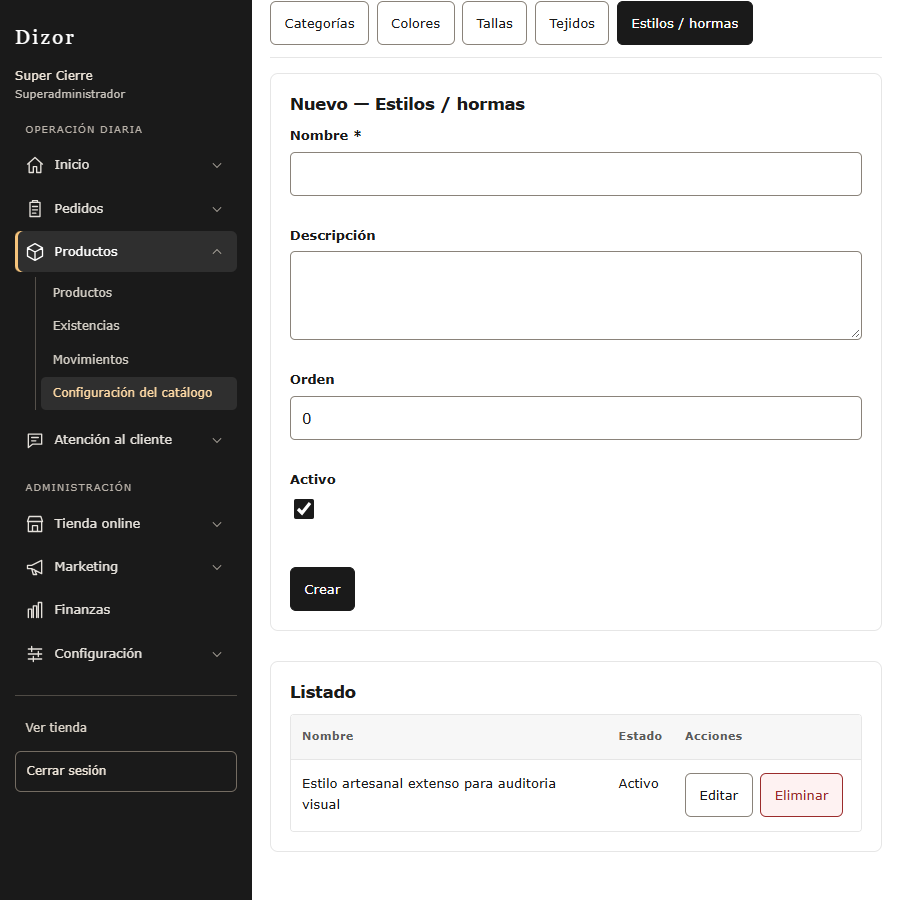 Dizor
Super Cierre
Superadministrador
OPERACIÓN DIARIA
Inicio
Pedidos
Productos
Productos
Existencias
Movimientos
Configuración del catálogo
Atención al cliente
ADMINISTRACIÓN
Tienda online
Marketing
Finanzas
Configuración
Ver tienda
Cerrar sesión
Categorías Colores Tallas Tejidos Estilos / hormas
Nuevo — Estilos / hormas
Nombre *
Descripción
Orden
0
Activo
Crear
Listado
Nombre Estado Acciones
Estilo artesanal extenso para auditoria Activo Editar Eliminar
visual